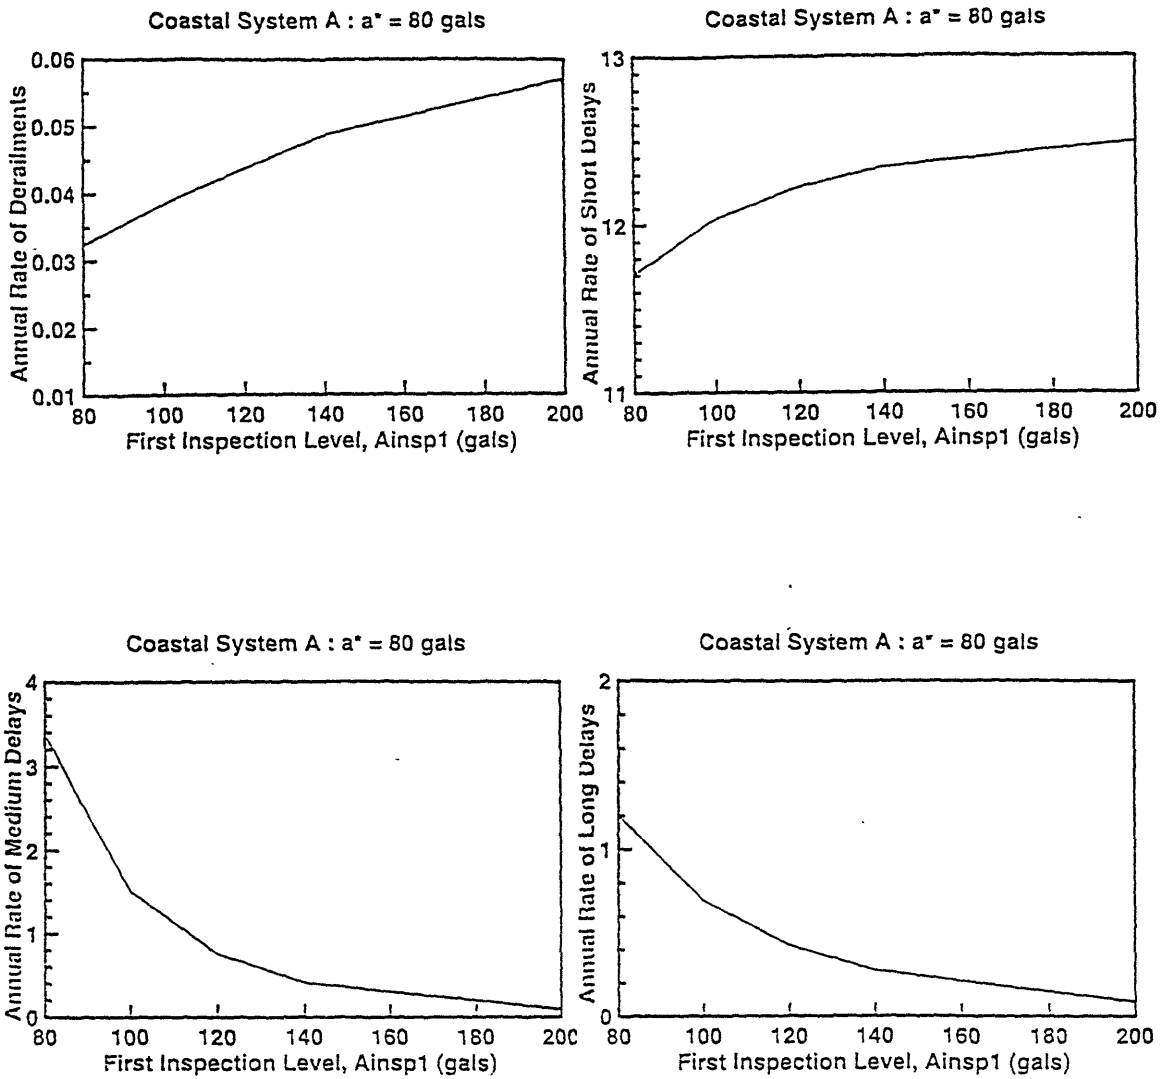 Coastal System A : a* = 80 gals
Annual Rate of Derailments
0.06
0.05
0.04
0.03
0.02
0.01
80 100 120 140 160 180 200
First Inspection Level, Ainsp1 (gals)
Coastal System A : a* = 80 gals
Annual Rate of Short Delays
13
12
11
80 100 120 140 160 180 200
First Inspection Level, Ainsp1 (gals)
Coastal System A : a* = 80 gals
Annual Rate of Medium Delays
4
3
2
1
0
80 100 120 140 160 180 200
First Inspection Level, Ainsp1 (gals)
Coastal System A : a* = 80 gals
Annual Rate of Long Delays
2
1
0
80 100 120 140 160 180 200
First Inspection Level, Ainsp1 (gals)